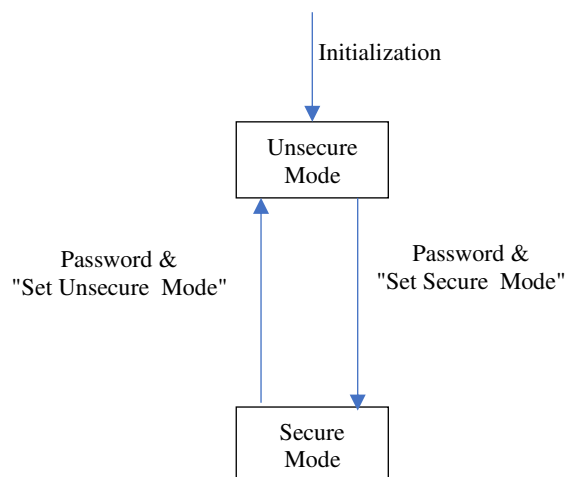 Initialization
Unsecure
Mode
Password &
"Set Unsecure  Mode"
Password &
"Set Secure  Mode"
Secure
Mode